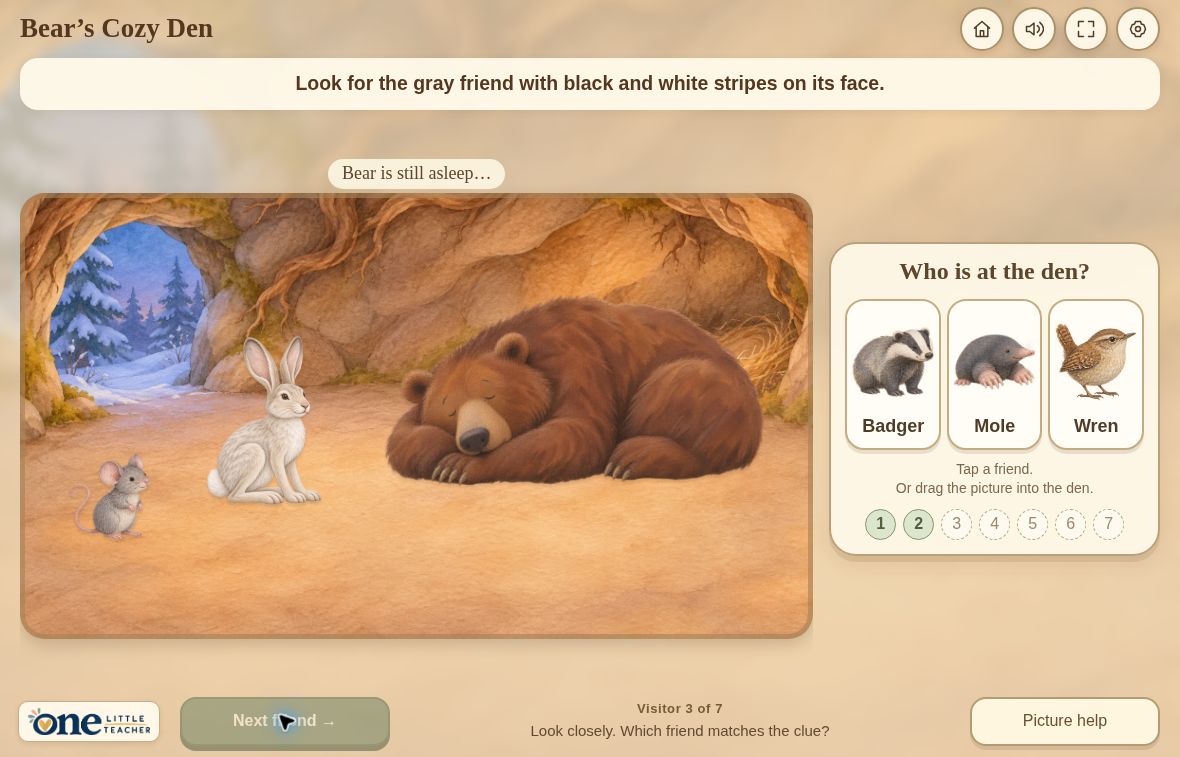 Bear’s Cozy Den
Look for the gray friend with black and white stripes on its face.
Bear is still asleep…
Who is at the den?
Badger
Mole
Wren
Tap a friend.
Or drag the picture into the den.
1 2 3 4 5 6 7
one LITTLE TEACHER
Next →
Visitor 3 of 7
Look closely. Which friend matches the clue?
Picture help